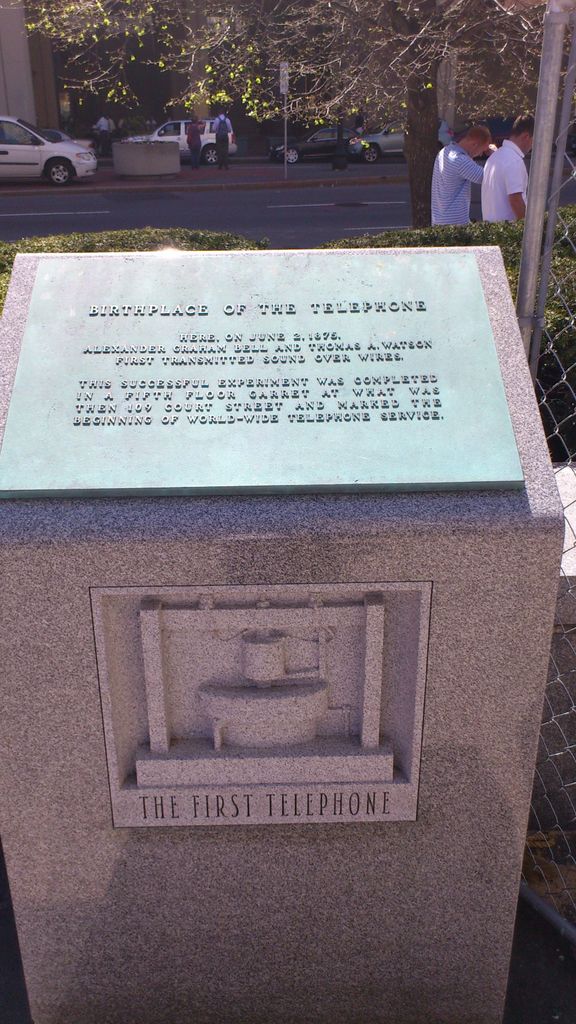 BIRTHPLACE OF THE TELEPHONE
HERE, ON JUNE 2, 1875,
ALEXANDER GRAHAM BELL AND THOMAS A. WATSON
FIRST TRANSMITTED SOUND OVER WIRES.
THIS SUCCESSFUL EXPERIMENT WAS COMPLETED
IN A FIFTH FLOOR GARRET AT WHAT WAS
THEN 109 COURT STREET AND MARKED THE
BEGINNING OF WORLD-WIDE TELEPHONE SERVICE.
THE FIRST TELEPHONE